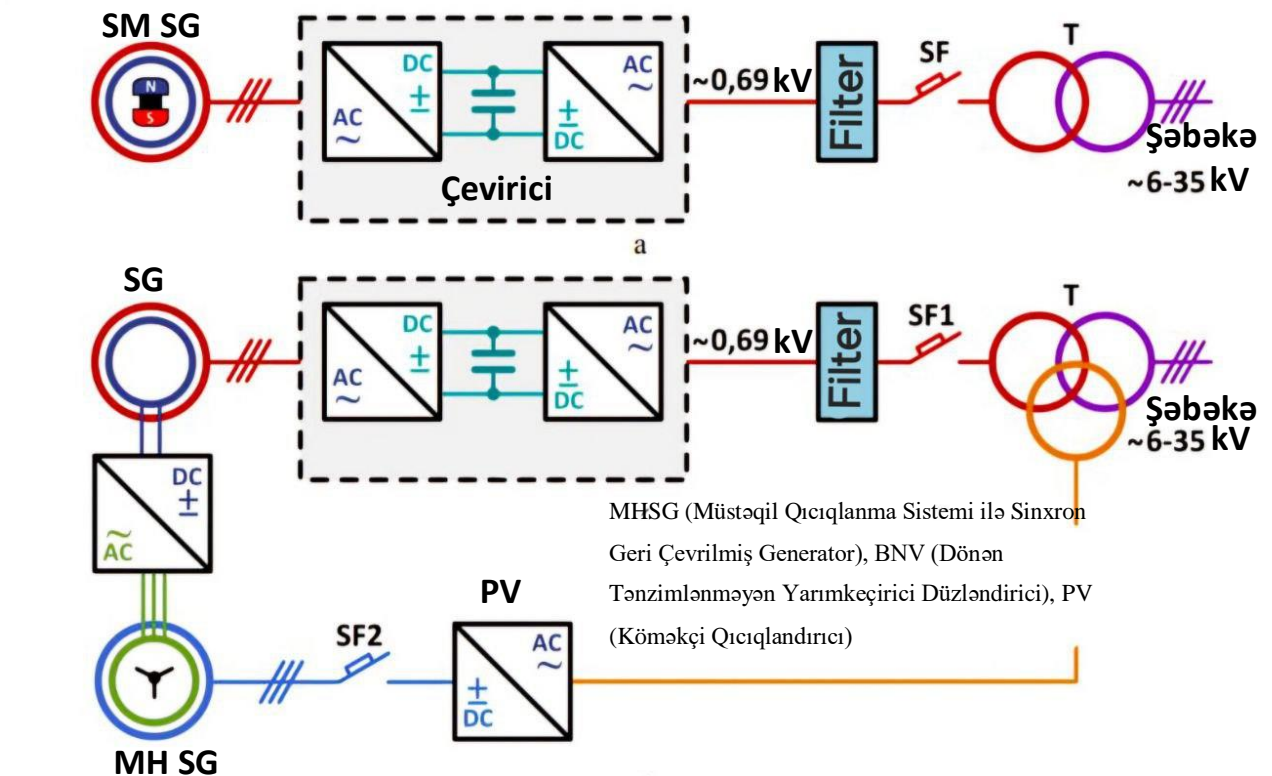 SM SG
N
S
AC
~
DC
±
AC
~
±
DC
Çevirici
~0,69 kV
Filter
SF
T
Şəbəkə
~6-35 kV
a
SG
AC
~
DC
±
AC
~
±
DC
~0,69 kV
Filter
SF1
T
Şəbəkə
~6-35 kV
DC
±
~
AC
MHSG (Müstəqil Qıcıqlanma Sistemi ilə Sinxron
Geri Çevrilmiş Generator), BNV (Dönən
Tənzimlənməyən Yarımkeçirici Düzləndirici), PV
(Köməkçi Qıcıqlandırıcı)
PV
SF2
AC
~
±
DC
MH SG